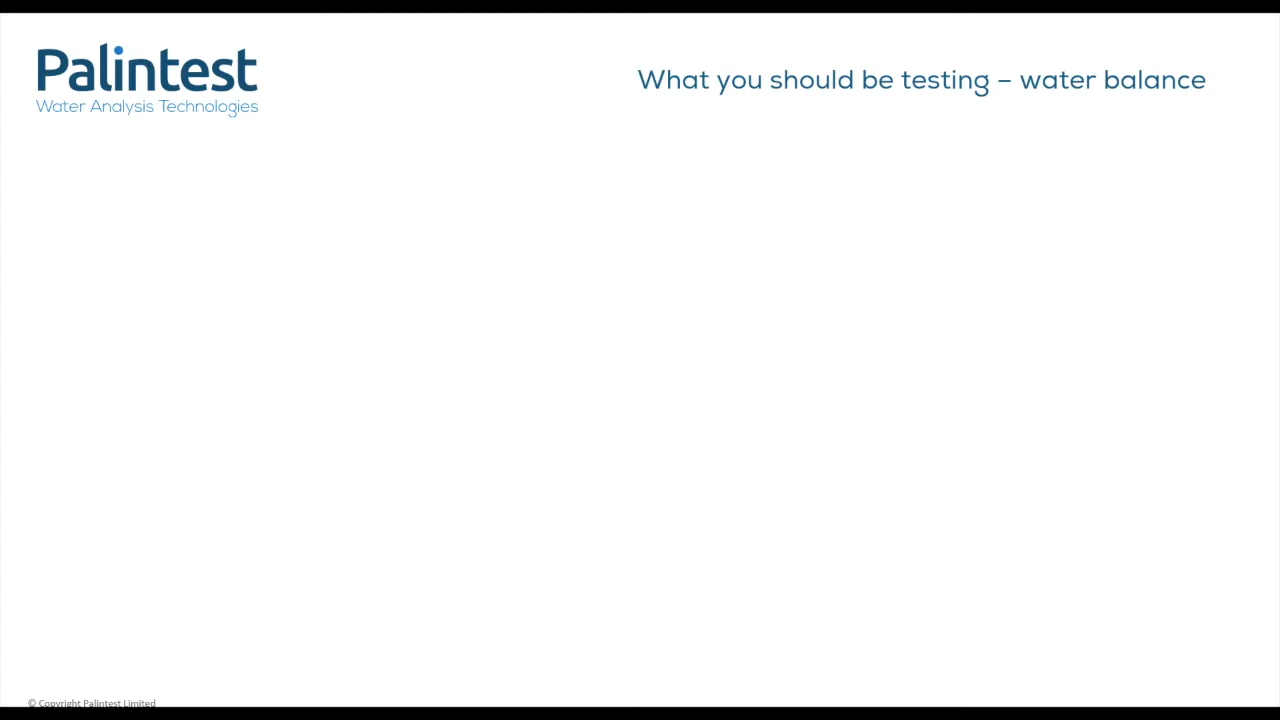 Palintest
Water Analysis Technologies
What you should be testing – water balance
© Copyright Palintest Limited